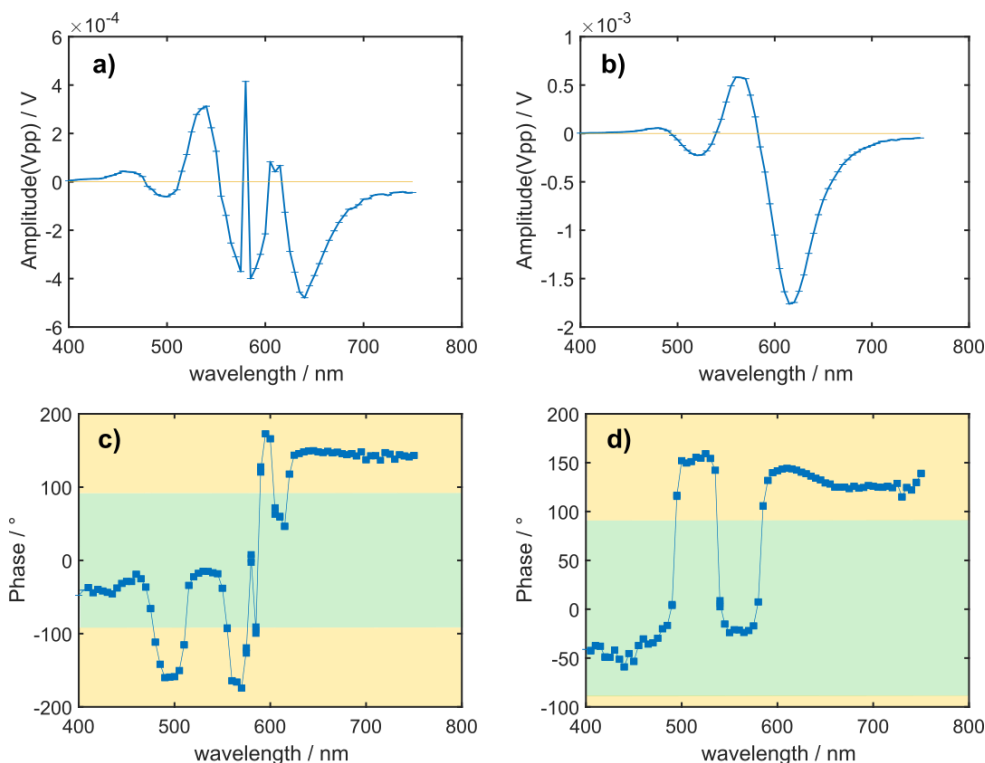 ×10⁻⁴
6
4
2
0
-2
-4
-6
400 500 600 700 800
Amplitude(Vpp) / V
wavelength / nm
a)
×10⁻³
1
0.5
0
-0.5
-1
-1.5
-2
400 500 600 700 800
Amplitude(Vpp) / V
wavelength / nm
b)
200
100
0
-100
-200
400 500 600 700 800
Phase / °
wavelength / nm
c)
200
150
100
50
0
-50
-100
400 500 600 700 800
Phase / °
wavelength / nm
d)